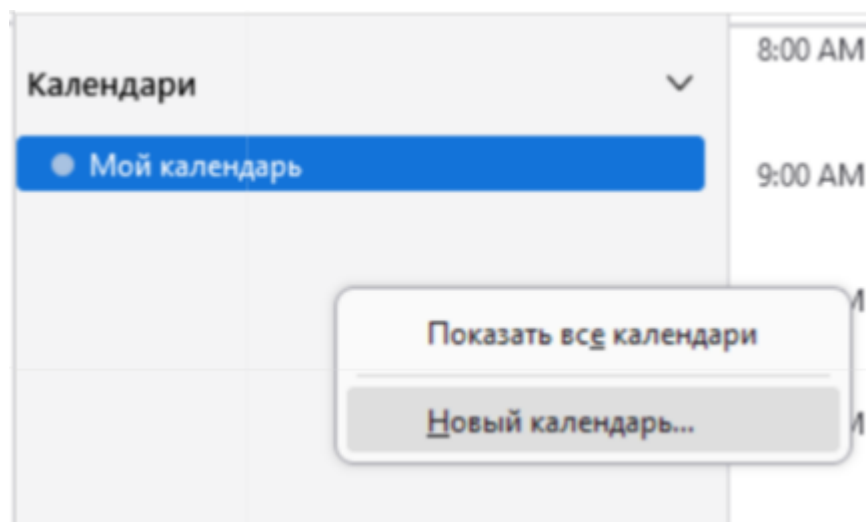 8:00 AM
Календари
Мой календарь
9:00 AM
Показать все календари
Новый календарь...